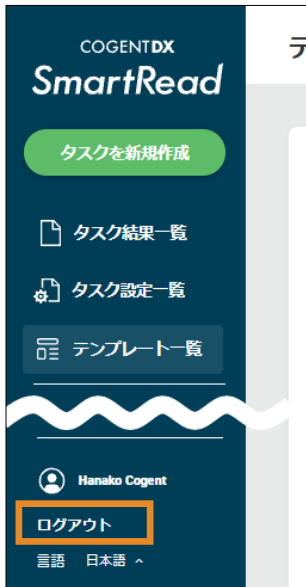 COGENTDX
SmartRead
タスクを新規作成
タスク結果一覧
タスク設定一覧
テンプレート一覧
Hanako Cogent
ログアウト
言語 日本語
テ